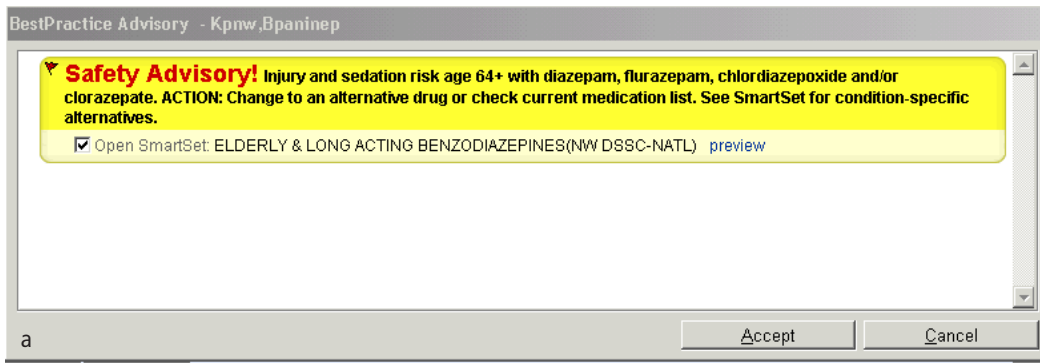 BestPractice Advisory - Kpnw,Bpaninep
Safety Advisory! Injury and sedation risk age 64+ with diazepam, flurazepam, chlordiazepoxide and/or
clorazepate. ACTION: Change to an alternative drug or check current medication list. See SmartSet for condition-specific
alternatives.
Open SmartSet: ELDERLY & LONG ACTING BENZODIAZEPINES(NW DSSC-NATL) preview
a
Accept Cancel